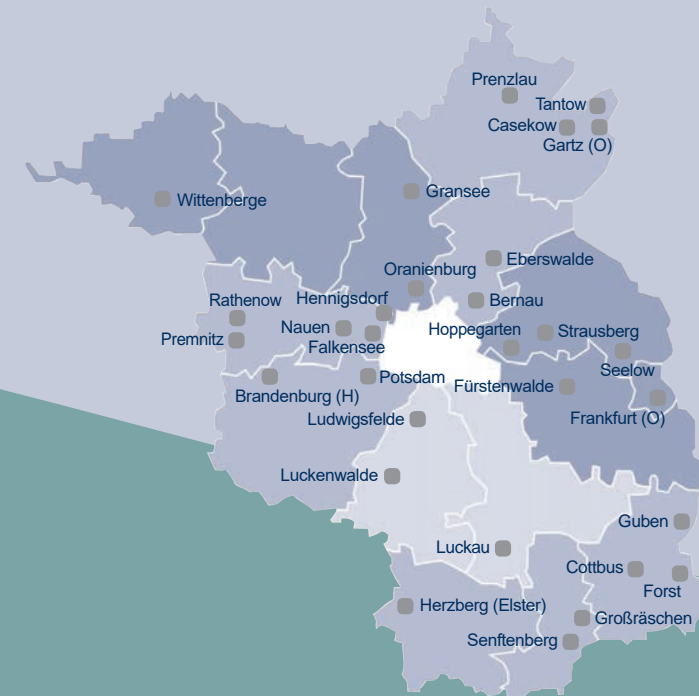 Prenzlau
Tantow
Casekow
Gartz (O)
Gransee
Wittenberge
Eberswalde
Oranienburg
Rathenow
Hennigsdorf
Bernau
Nauen
Hoppegarten
Strausberg
Premnitz
Falkensee
Seelow
Potsdam
Fürstenwalde
Brandenburg (H)
Ludwigsfelde
Frankfurt (O)
Luckenwalde
Guben
Luckau
Cottbus
Forst
Herzberg (Elster)
Großräschen
Senftenberg